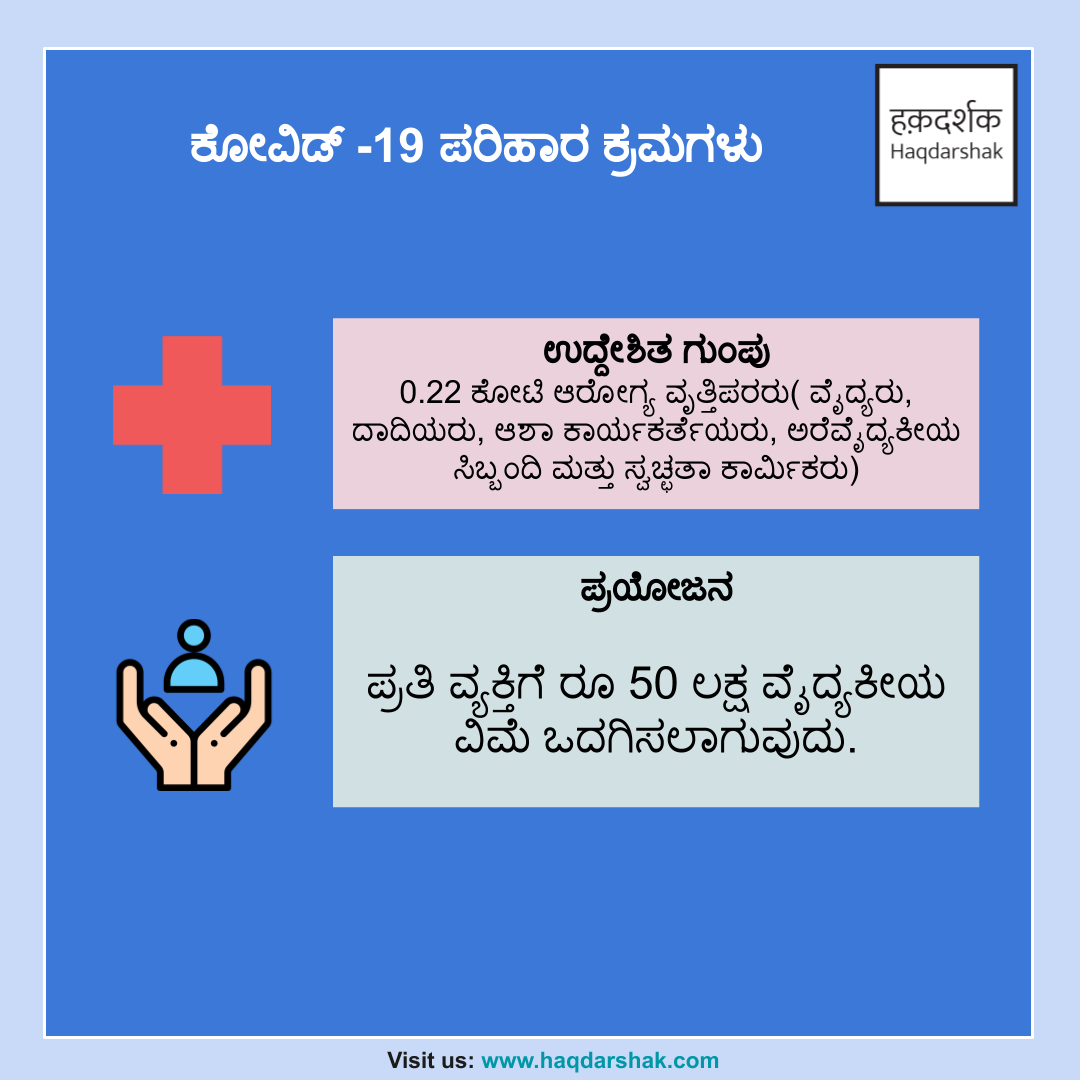 ಕೋವಿಡ್ -19 ಪರಿಹಾರ ಕ್ರಮಗಳು
हक़दर्शक
Haqdarshak
ಉದ್ದೇಶಿತ ಗುಂಪು
0.22 ಕೋಟಿ ಆರೋಗ್ಯ ವೃತ್ತಿಪರರು( ವೈದ್ಯರು,
ದಾದಿಯರು, ಆಶಾ ಕಾರ್ಯಕರ್ತೆಯರು, ಅರೆವೈದ್ಯಕೀಯ
ಸಿಬ್ಬಂದಿ ಮತ್ತು ಸ್ವಚ್ಛತಾ ಕಾರ್ಮಿಕರು)
ಪ್ರಯೋಜನ
ಪ್ರತಿ ವ್ಯಕ್ತಿಗೆ ರೂ 50 ಲಕ್ಷ ವೈದ್ಯಕೀಯ
ವಿಮೆ ಒದಗಿಸಲಾಗುವುದು.
Visit us: www.haqdarshak.com